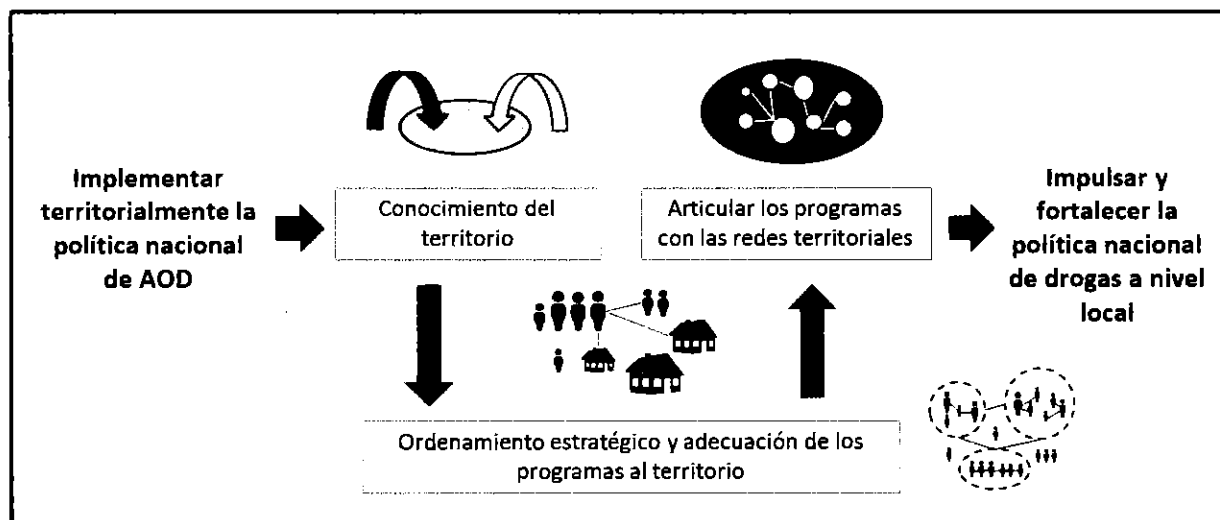 Implementar
territorialmente la
política nacional
de AOD
Conocimiento del
territorio
Articular los programas
con las redes territoriales
Impulsar y
fortalecer la
política nacional
de drogas a nivel
local
Ordenamiento estratégico y adecuación de los
programas al territorio